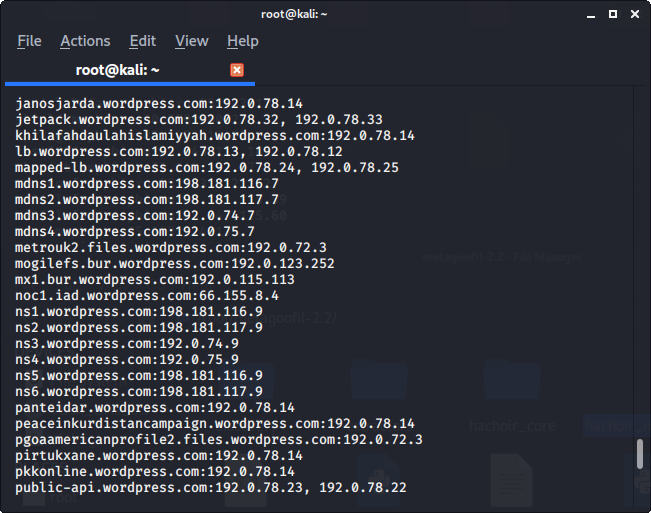 root@kali: ~
File Actions Edit View Help
root@kali: ~
janosjarda.wordpress.com:192.0.78.14
jetpack.wordpress.com:192.0.78.32, 192.0.78.33
khilafahdaulahislamiyyah.wordpress.com:192.0.78.14
lb.wordpress.com:192.0.78.13, 192.0.78.12
mapped-lb.wordpress.com:192.0.78.24, 192.0.78.25
mdns1.wordpress.com:198.181.116.7
mdns2.wordpress.com:198.181.117.7
mdns3.wordpress.com:192.0.74.7
mdns4.wordpress.com:192.0.75.7
metrouk2.files.wordpress.com:192.0.72.3
mogilefs.bur.wordpress.com:192.0.123.252
mx1.bur.wordpress.com:192.0.115.113
noc1.iad.wordpress.com:66.155.8.4
ns1.wordpress.com:198.181.116.9
ns2.wordpress.com:198.181.117.9
ns3.wordpress.com:192.0.74.9
ns4.wordpress.com:192.0.75.9
ns5.wordpress.com:198.181.116.9
ns6.wordpress.com:198.181.117.9
panteidar.wordpress.com:192.0.78.14
peaceinkurdistancampaign.wordpress.com:192.0.78.14
pgoaamericanprofile2.files.wordpress.com:192.0.72.3
pirtukxane.wordpress.com:192.0.78.14
pkkonline.wordpress.com:192.0.78.14
public-api.wordpress.com:192.0.78.23, 192.0.78.22
hachoir_core